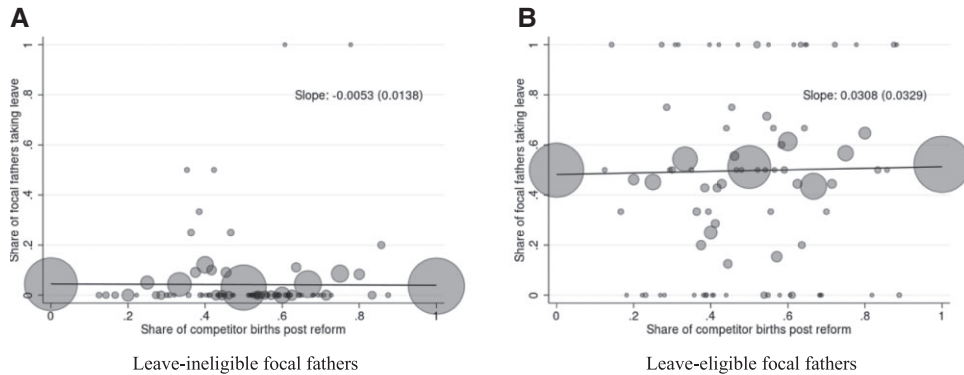 A
Share of focal fathers taking leave
1
.8
.6
.4
.2
0
Slope: -0.0053 (0.0138)
0 .2 .4 .6 .8 1
Share of competitor births post reform
Leave-ineligible focal fathers
B
Share of focal fathers taking leave
1
.8
.6
.4
.2
0
Slope: 0.0308 (0.0329)
0 .2 .4 .6 .8 1
Share of competitor births post reform
Leave-eligible focal fathers